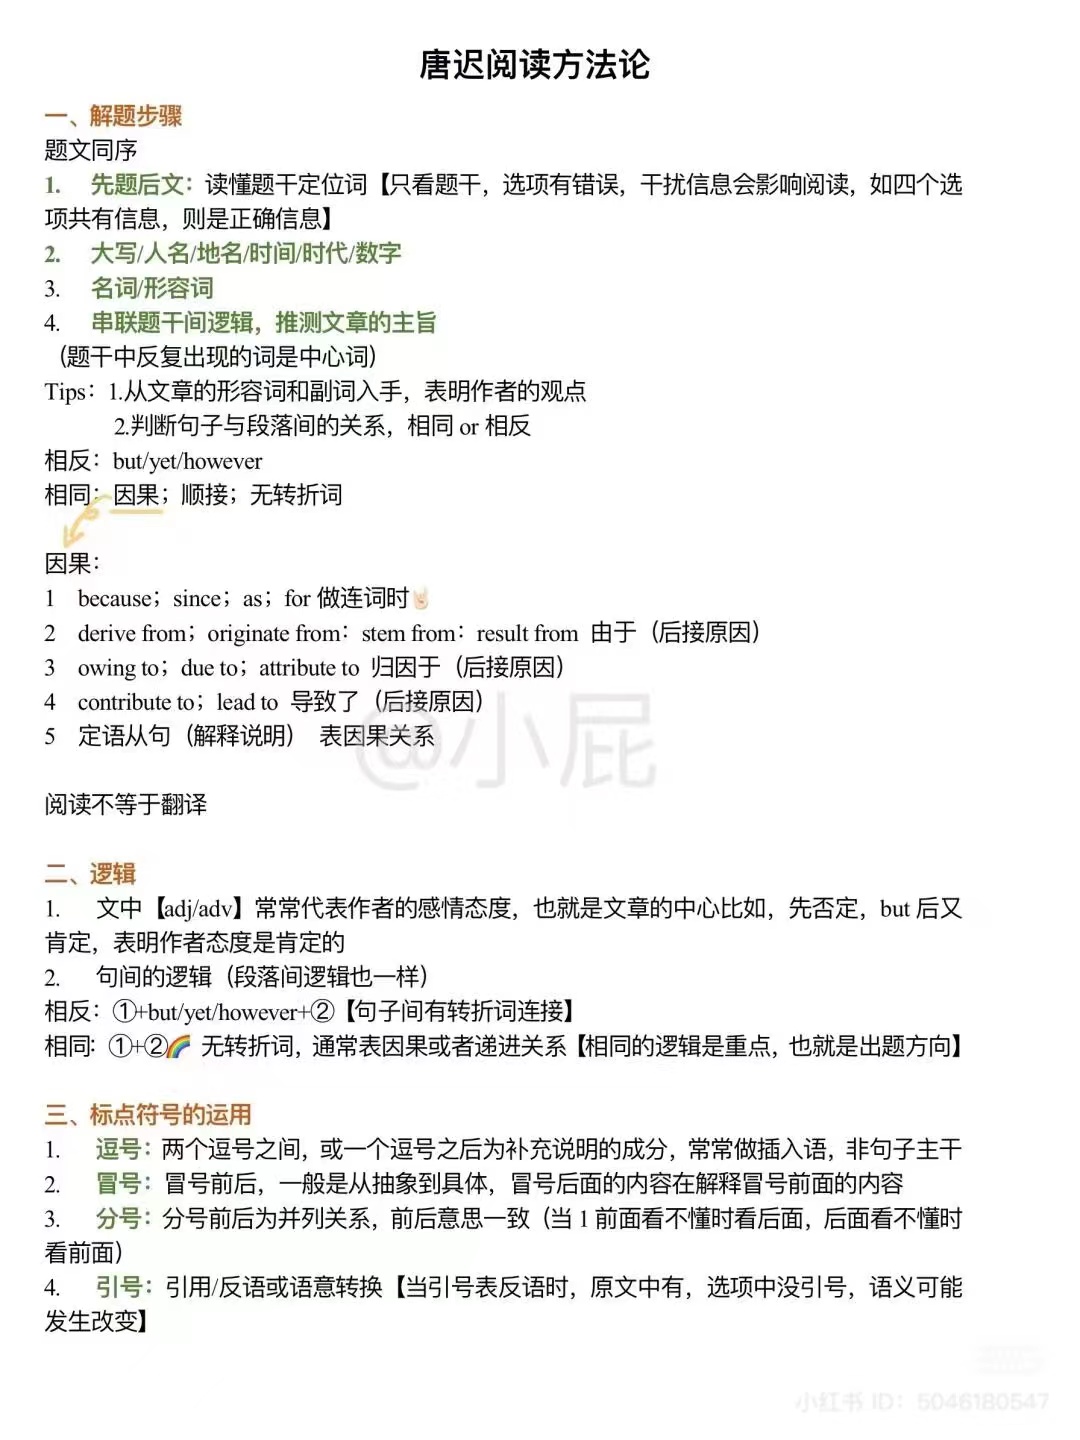 唐迟阅读方法论
一、解题步骤
题文同序
1. 先题后文：读懂题干定位词【只看题干，选项有错误，干扰信息会影响阅读，如四个选
项共有信息，则是正确信息】
2. 大写/人名/地名/时间/时代/数字
3. 名词/形容词
4. 串联题干间逻辑，推测文章的主旨
（题干中反复出现的词是中心词）
Tips：1.从文章的形容词和副词入手，表明作者的观点
2.判断句子与段落间的关系，相同 or 相反
相反：but/yet/however
相同：因果；顺接；无转折词
因果：
1 because；since；as；for 做连词时🤘🏻
2 derive from；originate from：stem from：result from 由于（后接原因）
3 owing to；due to；attribute to 归因于（后接原因）
4 contribute to；lead to 导致了（后接原因）
5 定语从句（解释说明） 表因果关系
@小屁
阅读不等于翻译
二、逻辑
1. 文中【adj/adv】常常代表作者的感情态度，也就是文章的中心比如，先否定，but 后又
肯定，表明作者态度是肯定的
2. 句间的逻辑（段落间逻辑也一样）
相反：①+but/yet/however+②【句子间有转折词连接】
相同：①+②🌈 无转折词，通常表因果或者递进关系【相同的逻辑是重点，也就是出题方向】
三、标点符号的运用
1. 逗号：两个逗号之间，或一个逗号之后为补充说明的成分，常常做插入语，非句子主干
2. 冒号：冒号前后，一般是从抽象到具体，冒号后面的内容在解释冒号前面的内容
3. 分号：分号前后为并列关系，前后意思一致（当 1 前面看不懂时看后面，后面看不懂时
看前面）
4. 引号：引用/反语或语意转换【当引号表反语时，原文中有，选项中没引号，语义可能
发生改变】
小红书 ID：5046180547